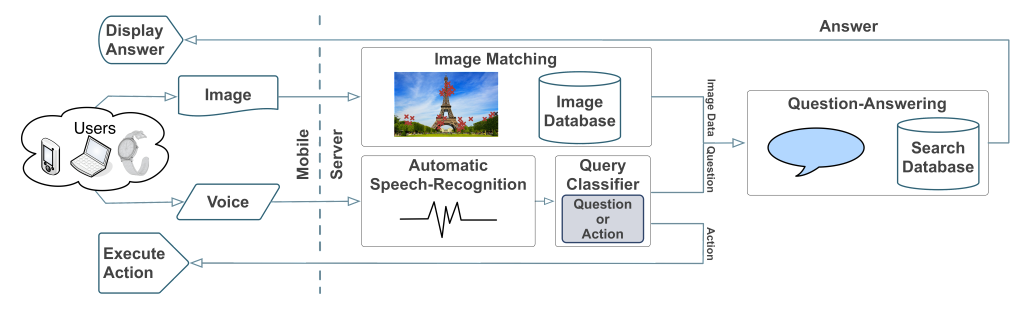 Display
Answer
Answer
Image Matching
Image
Image
Database
Image Data
Question-Answering
Search
Database
Users
Mobile
Server
Automatic
Speech-Recognition
Query
Classifier
Question
or
Action
Question
Voice
Action
Execute
Action